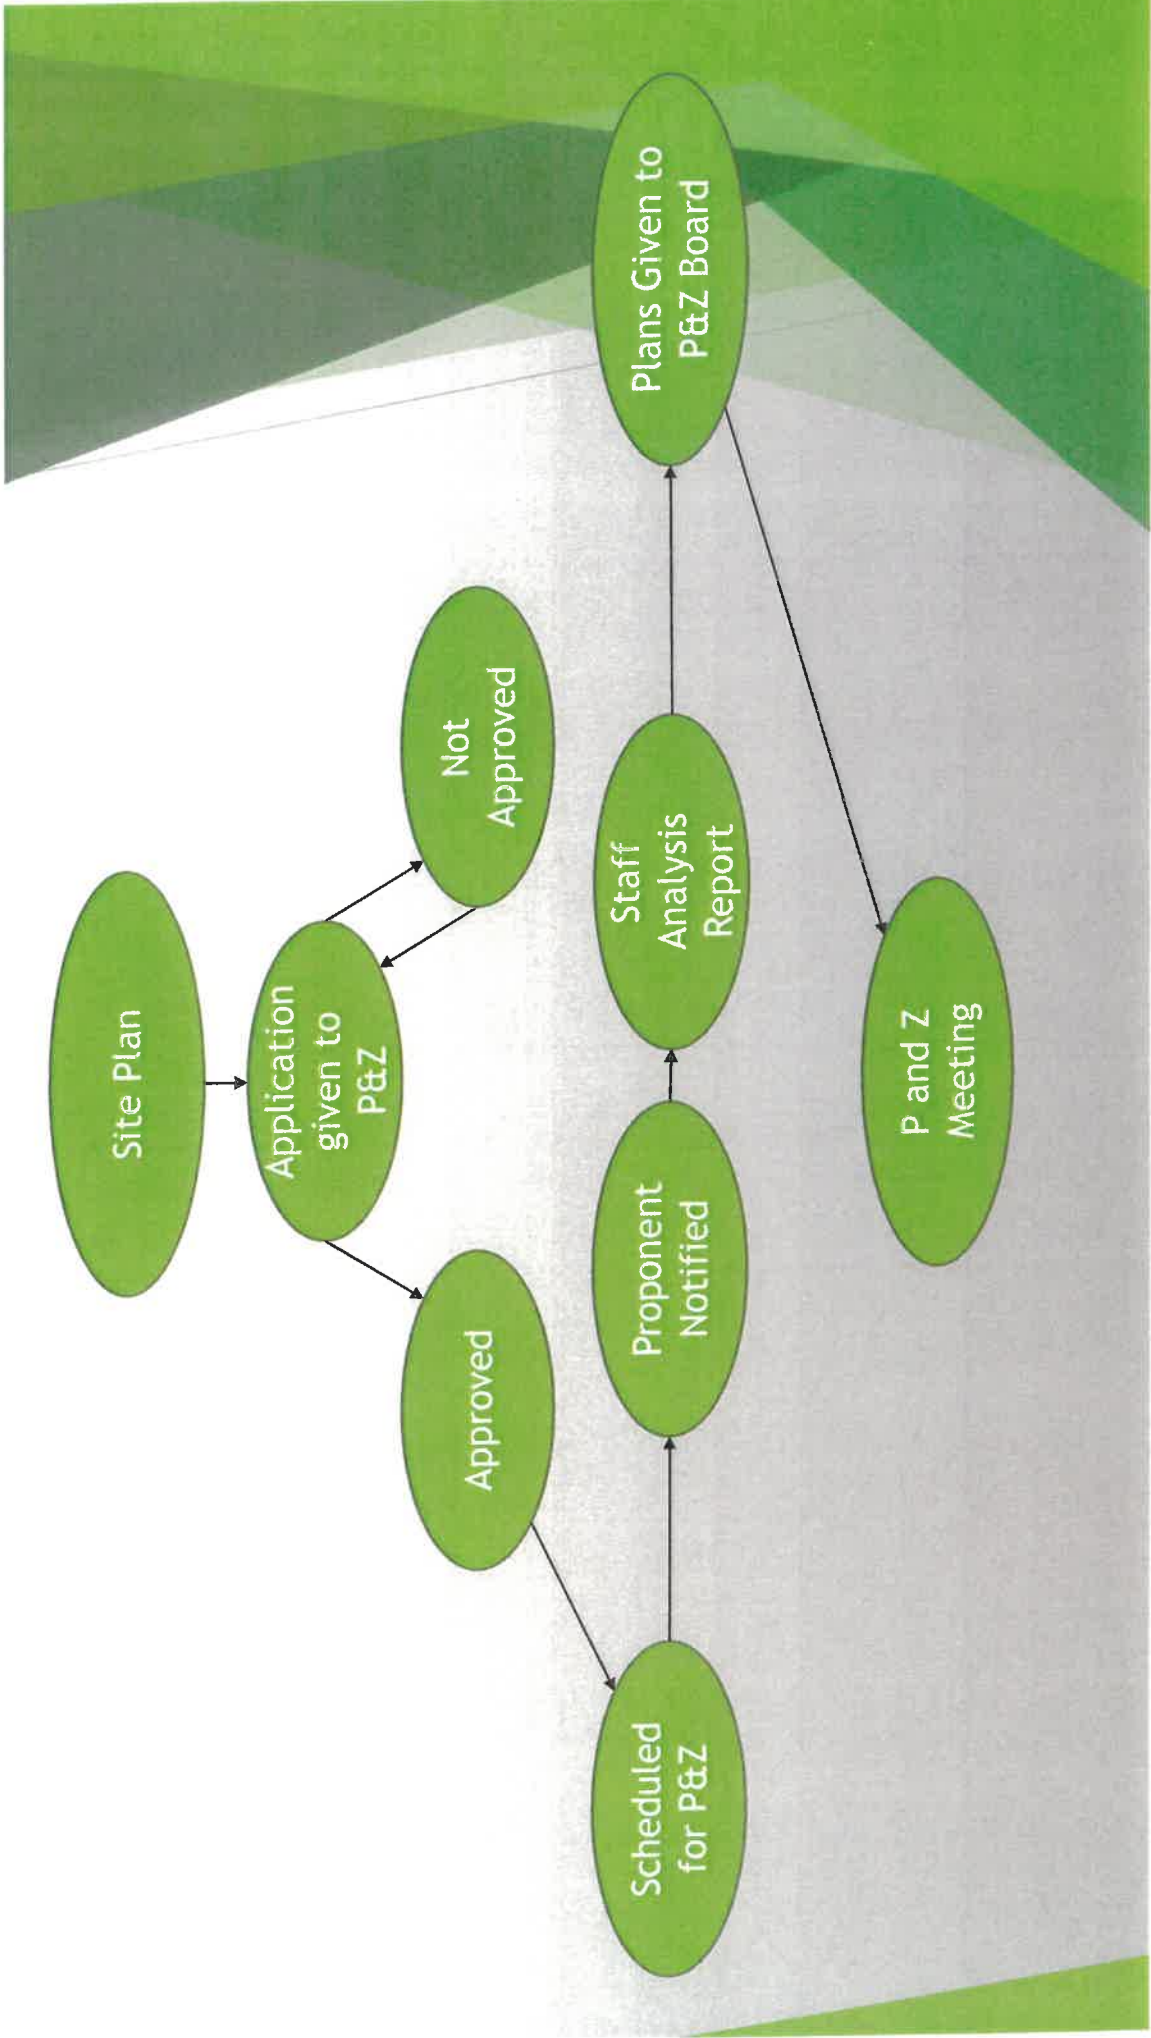 Site Plan
Application
given to
P&Z
Approved
Not
Approved
Scheduled
for P&Z
Proponent
Notified
Staff
Analysis
Report
Plans Given to
P&Z Board
P and Z
Meeting